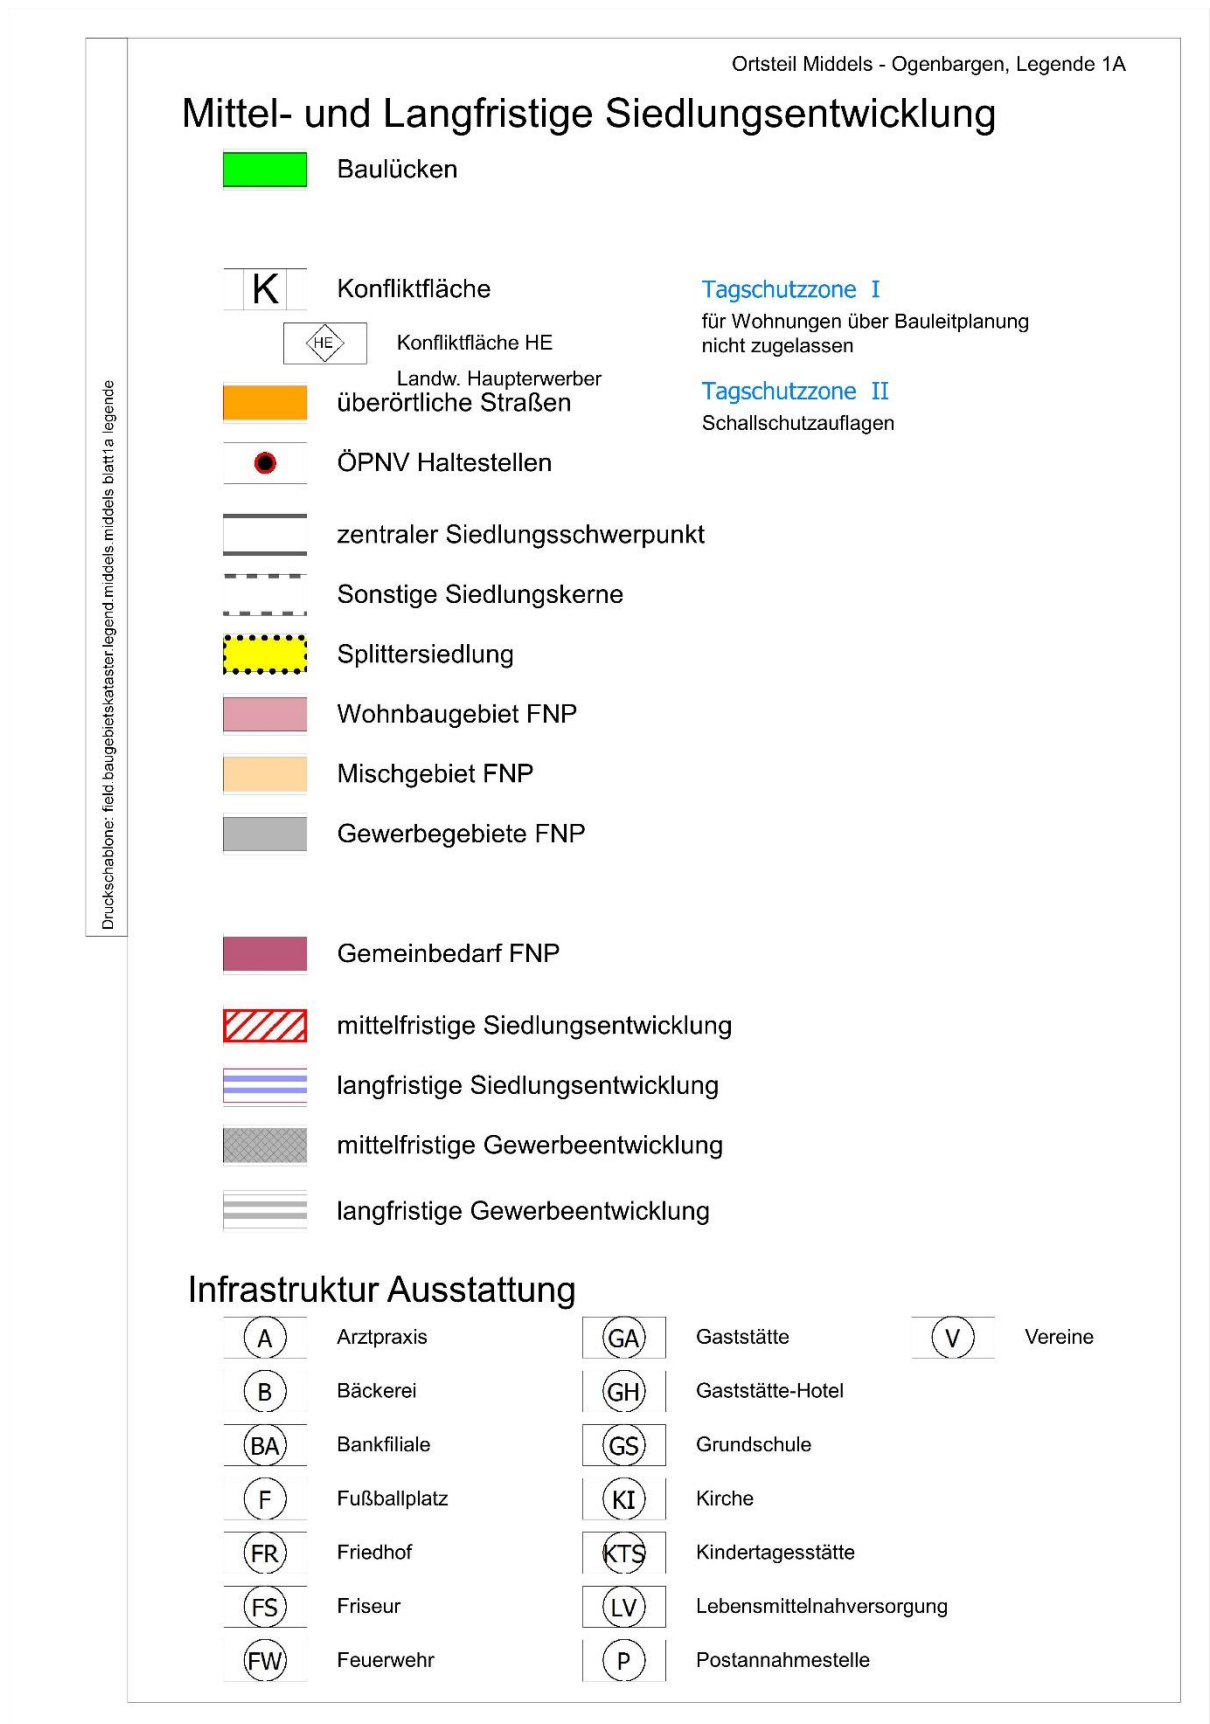 Ortsteil Middels - Ogenbargen, Legende 1A
Mittel- und Langfristige Siedlungsentwicklung
Baulücken
K Konfliktfläche
HE Konfliktfläche HE
Landw. Haupterwerber
Tagschutzzone I
für Wohnungen über Bauleitplanung
nicht zugelassen
Tagschutzzone II
Schallschutzauflagen
überörtliche Straßen
ÖPNV Haltestellen
zentraler Siedlungsschwerpunkt
Sonstige Siedlungskerne
Splittersiedlung
Wohnbaugebiet FNP
Mischgebiet FNP
Gewerbegebiete FNP
Gemeinbedarf FNP
mittelfristige Siedlungsentwicklung
langfristige Siedlungsentwicklung
mittelfristige Gewerbeentwicklung
langfristige Gewerbeentwicklung
Druckschablone: field.baugebietskataster.legend.middels.middels blatt1a legende
Infrastruktur Ausstattung
A Arztpraxis
B Bäckerei
BA Bankfiliale
F Fußballplatz
FR Friedhof
FS Friseur
FW Feuerwehr
GA Gaststätte
GH Gaststätte-Hotel
GS Grundschule
KI Kirche
KTS Kindertagesstätte
LV Lebensmittelnahversorgung
P Postannahmestelle
V Vereine